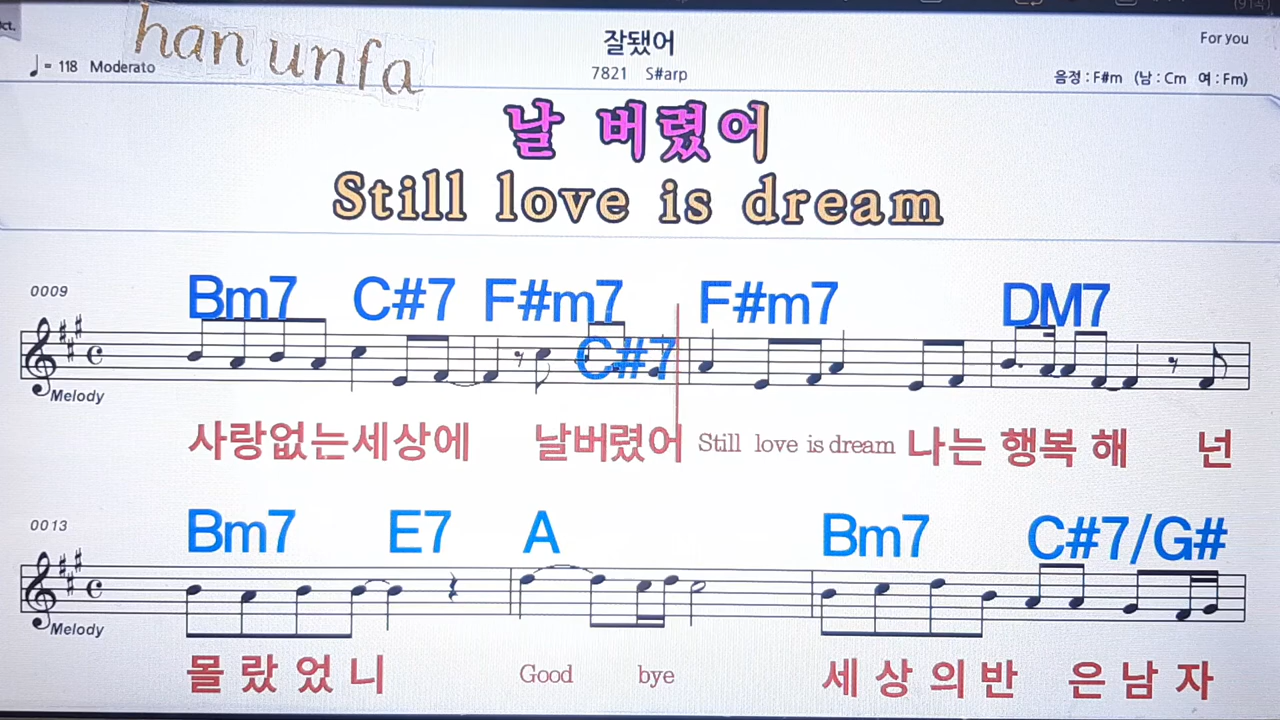 han unfa
잘됐어
For you
♩= 118 Moderato
7821 S#arp
음정 : F#m (남 : Cm 여 : Fm)
날 버렸어
Still love is dream
0009
Bm7 C#7 F#m7 C#7 F#m7 DM7
Melody
사랑없는세상에 날버렸어 Still love is dream 나는 행복 해 넌
0013
Bm7 E7 A Bm7 C#7/G#
Melody
몰 랐 었 니 Good bye 세 상 의 반 은 남 자